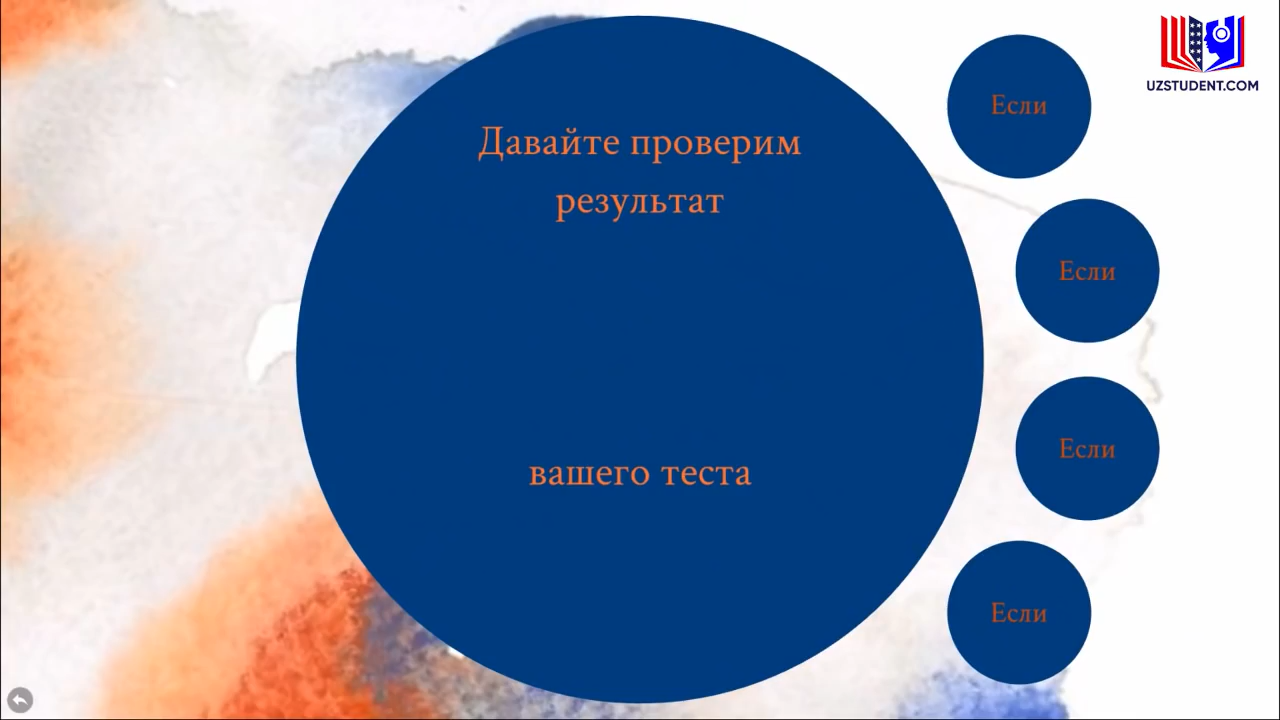 Давайте проверим
результат
вашего теста
Если
Если
Если
Если
UZSTUDENT.COM